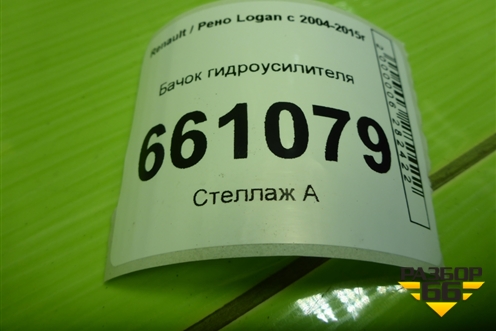 Renault / Рено Logan с 2004-2015г
Бачок гидроусилителя
661079
Стеллаж А
РАЗБОР
66